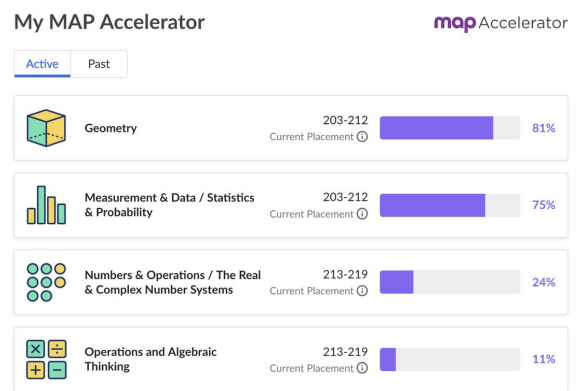 My MAP Accelerator
map Accelerator
Active Past
Geometry
203-212
Current Placement
81%
Measurement & Data / Statistics
& Probability
203-212
Current Placement
75%
Numbers & Operations / The Real
& Complex Number Systems
213-219
Current Placement
24%
Operations and Algebraic
Thinking
213-219
Current Placement
11%